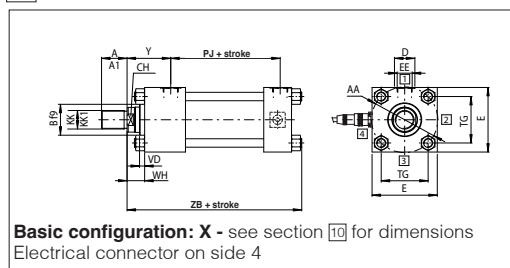 A
Y
PJ + stroke
A1
CH
B f9
KK
KK1
VD
WH
ZB + stroke
D
EE
1
AA
2
TG
E
4
3
TG
E
Basic configuration: X - see section 10 for dimensions
Electrical connector on side 4